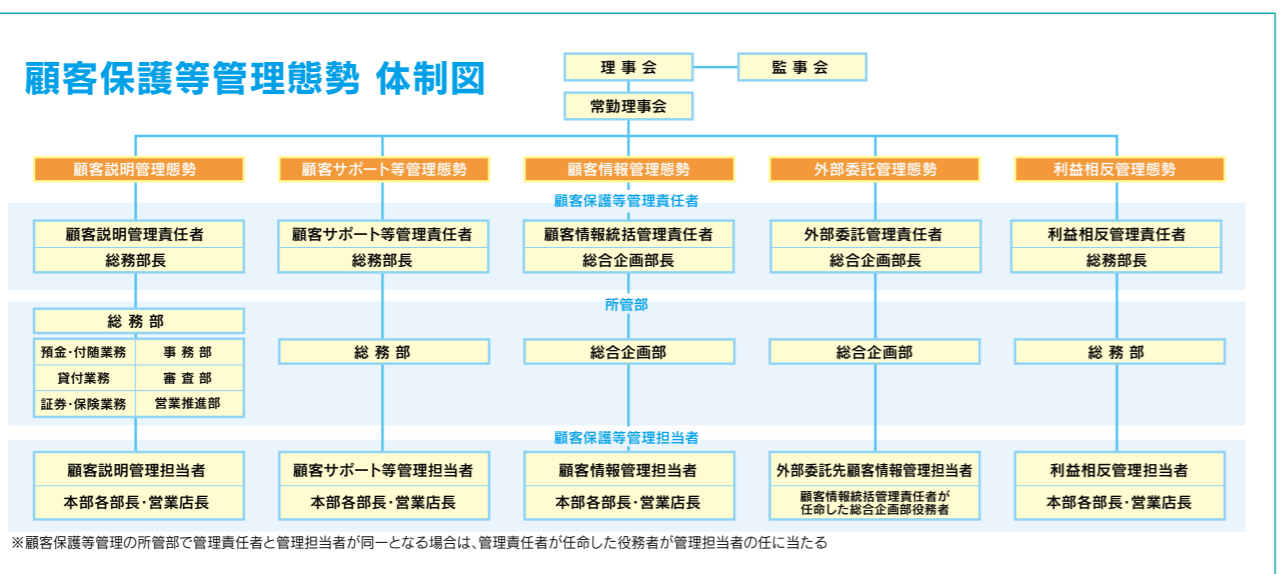 顧客保護等管理態勢 体制図
理事会
監事会
常勤理事会
顧客説明管理態勢
顧客サポート等管理態勢
顧客情報管理態勢
外部委託管理態勢
利益相反管理態勢
顧客保護等管理責任者
顧客説明管理責任者
総務部長
顧客サポート等管理責任者
総務部長
顧客情報統括管理責任者
総合企画部長
外部委託管理責任者
総合企画部長
利益相反管理責任者
総務部長
所管部
総務部
預金・付随業務 事務部
貸付業務 審査部
証券・保険業務 営業推進部
総務部
総合企画部
総合企画部
総務部
顧客保護等管理担当者
顧客説明管理担当者
本部各部長・営業店長
顧客サポート等管理担当者
本部各部長・営業店長
顧客情報管理担当者
本部各部長・営業店長
外部委託先顧客情報管理担当者
顧客情報統括管理責任者が
任命した総合企画部役務者
利益相反管理担当者
本部各部長・営業店長
※顧客保護等管理の所管部で管理責任者と管理担当者が同一となる場合は、管理責任者が任命した役務者が管理担当者の任に当たる